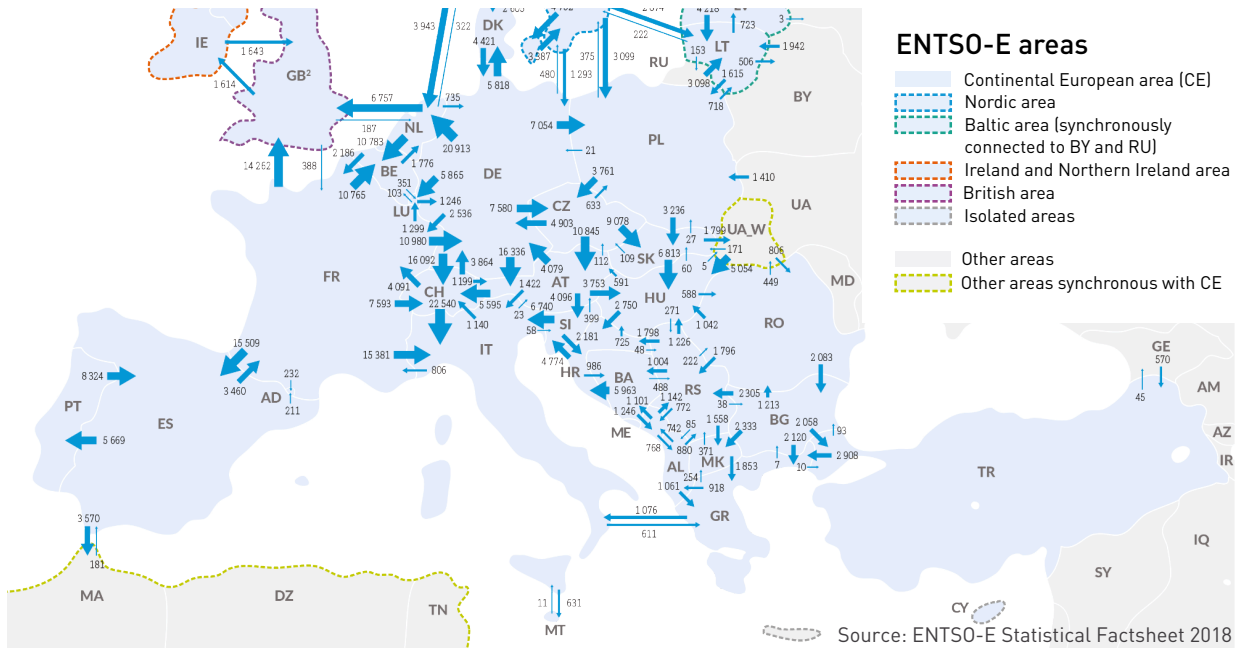 3 943
322
2 603
DK
4 421
5 818
4 762
3 387
480
375
1 293
2 374
222
3 099
RU
4 218
LV
723
3
153
LT
1 942
506
1 615
3 098
718
BY
IE
1 643
GB²
1 614
6 757
735
187
NL
10 783
2 186
20 913
7 054
21
PL
14 262
388
BE
1 776
10 765
351
103
5 865
DE
3 761
633
1 410
LU
1 246
2 536
1 299
7 580
CZ
4 903
9 078
3 236
27
1 799
UA_W
UA
10 980
10 845
16 092
3 864
16 336
4 079
112
109
SK
6 813
60
171
5
5 054
806
449
MD
FR
4 091
1 199
1 422
AT
3 753
591
HU
588
CH
22 540
5 595
4 096
6 740
23
399
2 750
271
1 042
RO
7 593
1 140
58
SI
2 181
725
1 798
48
1 226
15 381
806
IT
4 774
HR
986
1 004
222
1 796
2 083
BA
488
5 963
RS
2 305
38
1 213
1 101
1 142
772
1 246
ME
742
85
1 558
2 333
BG
2 058
93
768
880
371
2 120
7
10
2 908
AL
MK
254
1 853
1 061
918
GR
1 076
611
15 509
3 460
AD
232
211
8 324
PT
ES
5 669
3 570
181
MA
DZ
TN
11
631
MT
GE
570
45
AM
AZ
IR
TR
IQ
SY
CY
ENTSO-E areas
Continental European area (CE)
Nordic area
Baltic area (synchronously
connected to BY and RU)
Ireland and Northern Ireland area
British area
Isolated areas
Other areas
Other areas synchronous with CE
Source: ENTSO-E Statistical Factsheet 2018